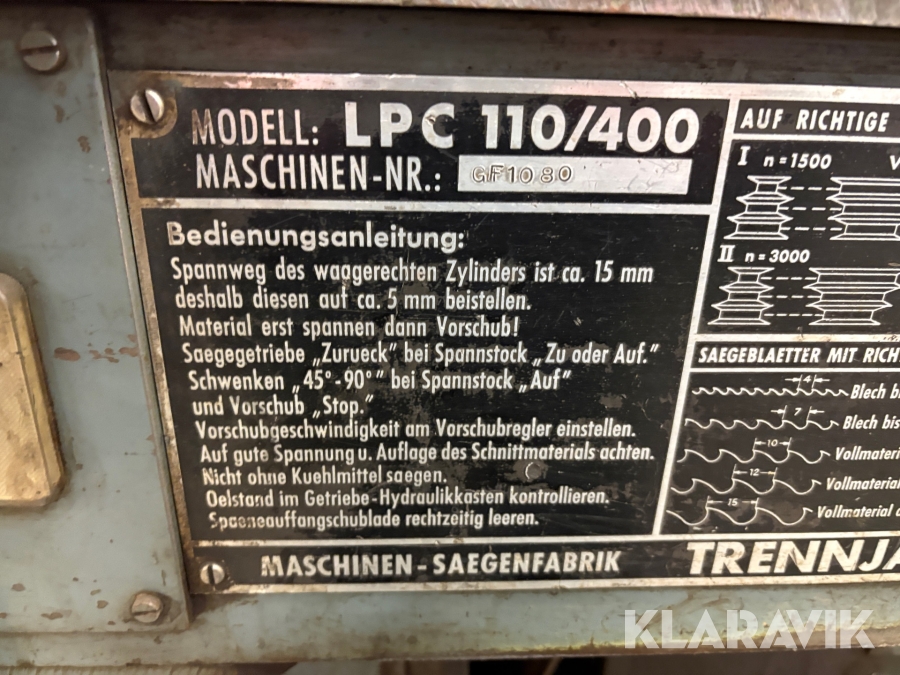 MODELL: LPC 110/400
MASCHINEN-NR.: GF1080
Bedienungsanleitung:
Spannweg des waagerechten Zylinders ist ca. 15 mm
deshalb diesen auf ca. 5 mm beistellen.
Material erst spannen dann Vorschub!
Saegegetriebe „Zurueck" bei Spannstock „Zu oder Auf."
Schwenken „45°-90°" bei Spannstock „Auf"
und Vorschub „Stop."
Vorschubgeschwindigkeit am Vorschubregler einstellen.
Auf gute Spannung u. Auflage des Schnittmaterials achten.
Nicht ohne Kuehlmittel saegen.
Oelstand im Getriebe-Hydraulikkasten kontrollieren.
Spaeneauffangschublade rechtzeitig leeren.
AUF RICHTIGE
I n=1500 V
II n=3000
SAEGEBLAETTER MIT RICH
4 Blech bi
7 Blech bis
10 Vollmateri
12 Vollmaterial
15 Vollmaterial
MASCHINEN-SAEGENFABRIK TRENNJA
KLARAVIK